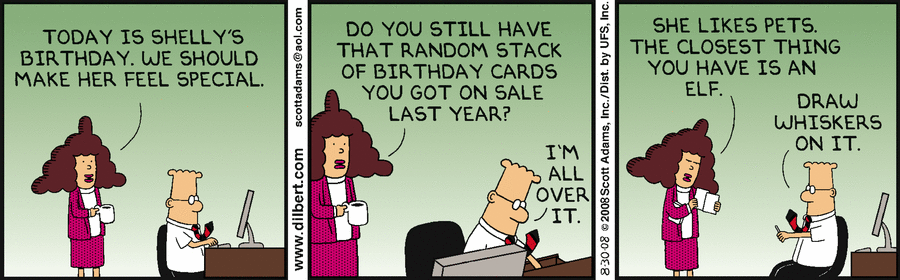 TODAY IS SHELLY'S
BIRTHDAY. WE SHOULD
MAKE HER FEEL SPECIAL.
www.dilbert.com scottadams@aol.com
DO YOU STILL HAVE
THAT RANDOM STACK
OF BIRTHDAY CARDS
YOU GOT ON SALE
LAST YEAR?
I'M
ALL
OVER
IT.
8-30-08 © 2008 Scott Adams, Inc./Dist. by UFS, Inc.
SHE LIKES PETS.
THE CLOSEST THING
YOU HAVE IS AN
ELF.
DRAW
WHISKERS
ON IT.